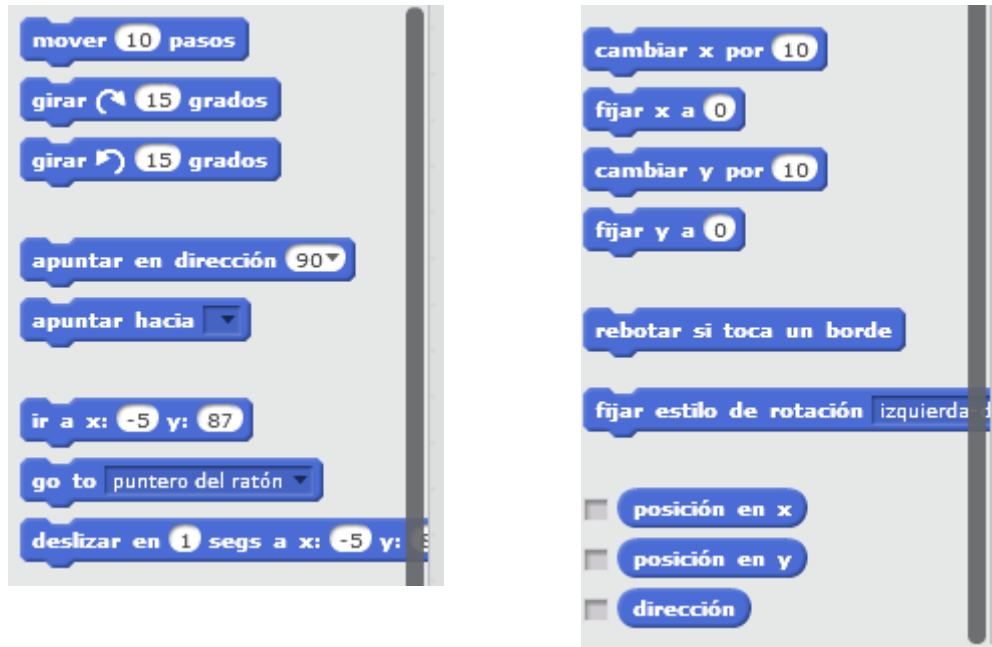 mover 10 pasos
girar 15 grados
girar 15 grados
apuntar en dirección 90
apuntar hacia
ir a x: -5 y: 87
go to puntero del ratón
deslizar en 1 segs a x: -5 y:
cambiar x por 10
fijar x a 0
cambiar y por 10
fijar y a 0
rebotar si toca un borde
fijar estilo de rotación izquierda-d
posición en x
posición en y
dirección